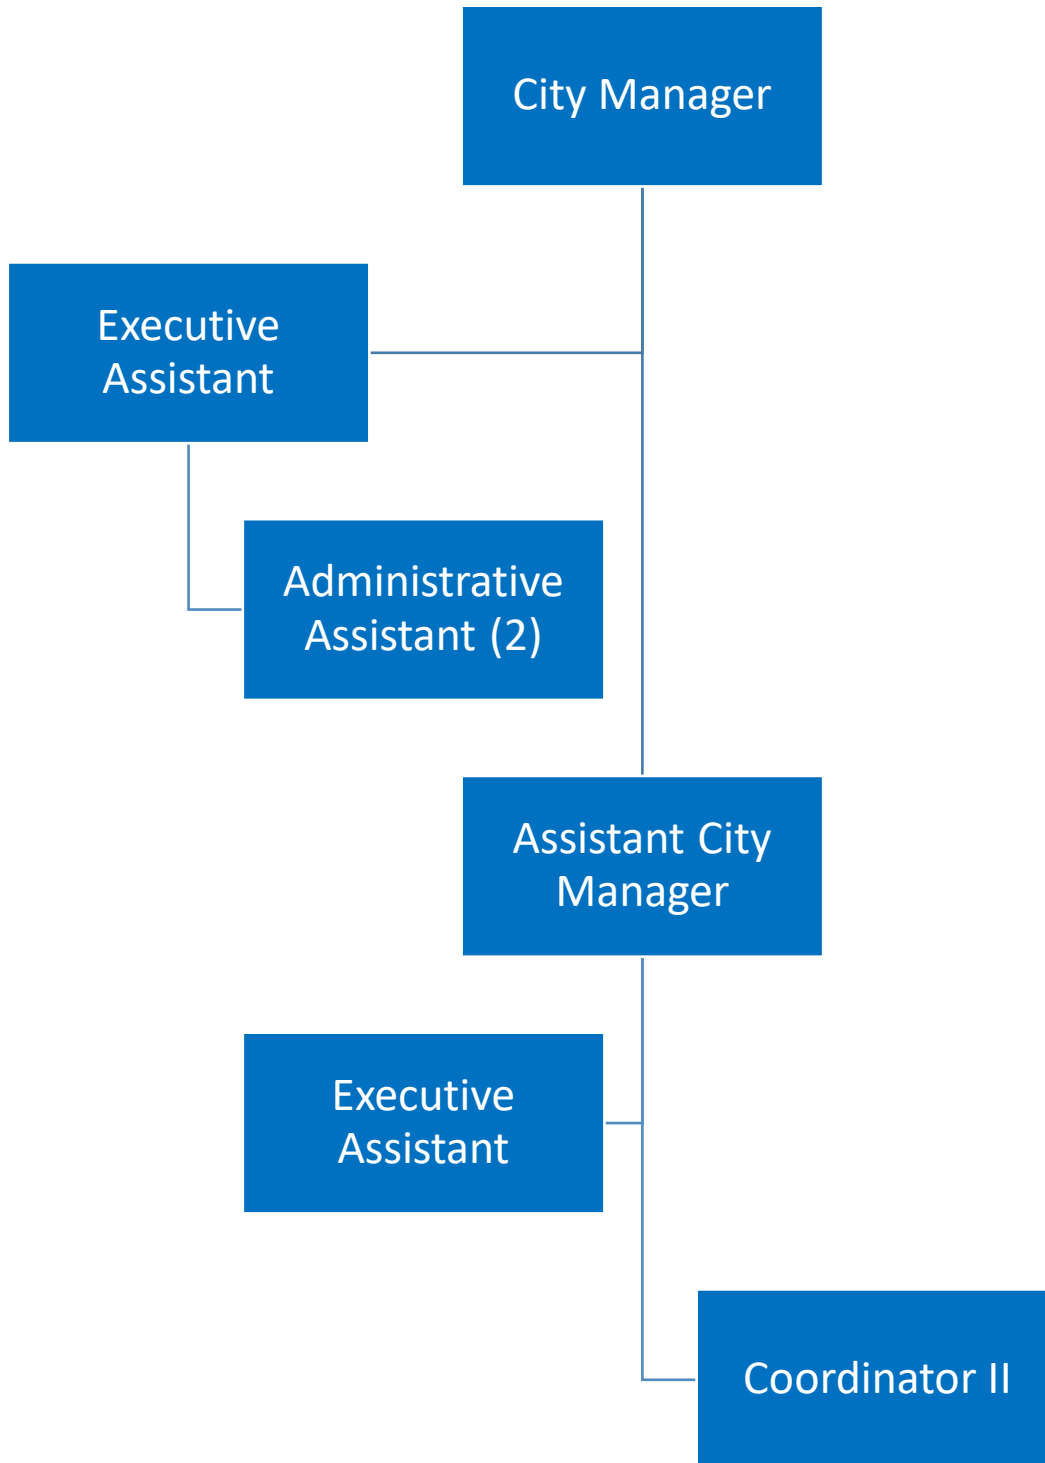 City Manager
Executive
Assistant
Administrative
Assistant (2)
Assistant City
Manager
Executive
Assistant
Coordinator II